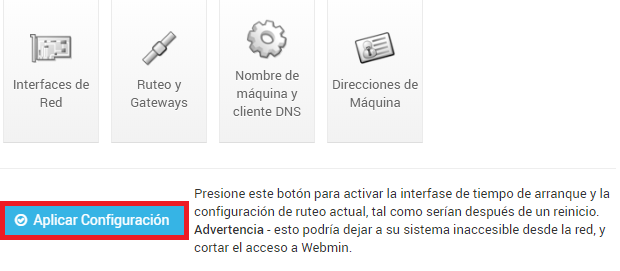 Interfaces de
Red
Ruteo y
Gateways
Nombre de
máquina y
cliente DNS
Direcciones de
Máquina
Aplicar Configuración
Presione este botón para activar la interfase de tiempo de arranque y la
configuración de ruteo actual, tal como serían después de un reinicio.
Advertencia - esto podría dejar a su sistema inaccesible desde la red, y
cortar el acceso a Webmin.